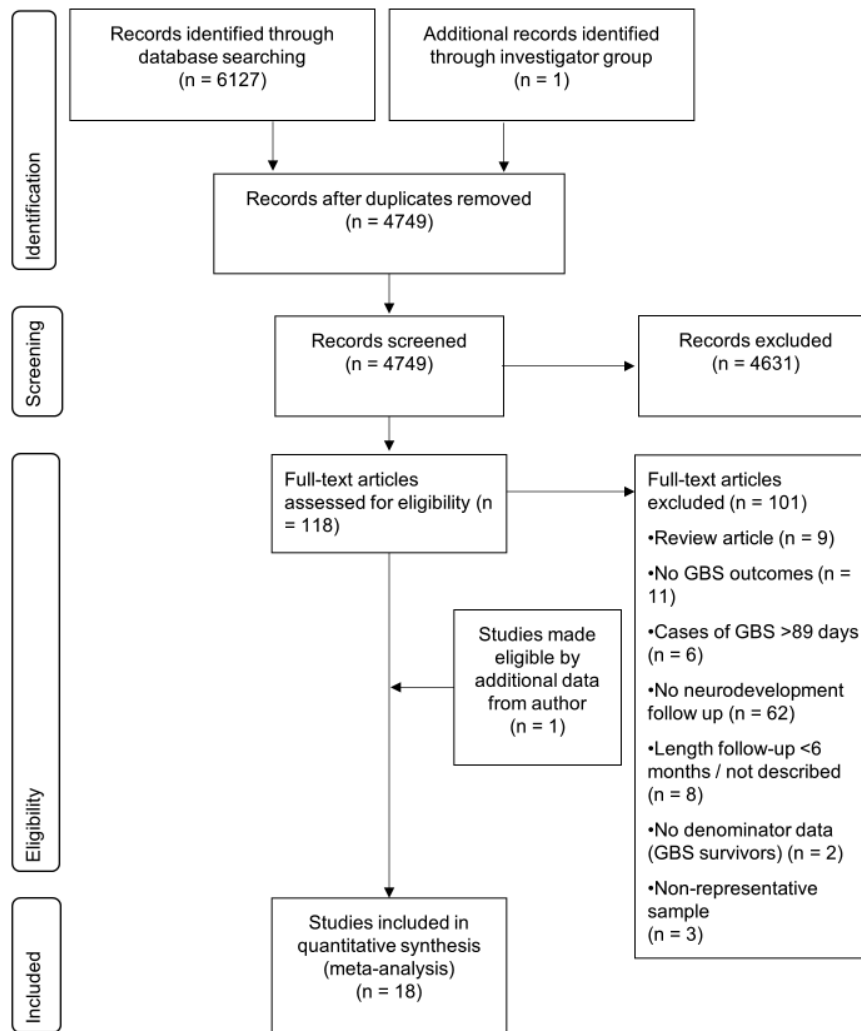 Records identified through
database searching
(n = 6127)
Additional records identified
through investigator group
(n = 1)
Identification
Records after duplicates removed
(n = 4749)
Screening
Records screened
(n = 4749)
Records excluded
(n = 4631)
Eligibility
Full-text articles
assessed for eligibility (n
= 118)
Full-text articles
excluded (n = 101)
•Review article (n = 9)
•No GBS outcomes (n =
11)
•Cases of GBS >89 days
(n = 6)
•No neurodevelopment
follow up (n = 62)
•Length follow-up <6
months / not described
(n = 8)
•No denominator data
(GBS survivors) (n = 2)
•Non-representative
sample
(n = 3)
Studies made
eligible by
additional data
from author
(n = 1)
Included
Studies included in
quantitative synthesis
(meta-analysis)
(n = 18)